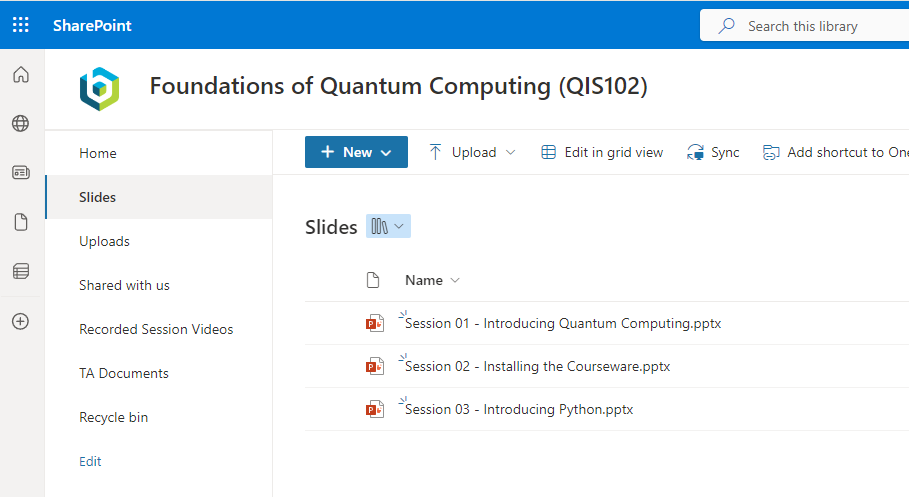 SharePoint
Search this library
Foundations of Quantum Computing (QIS102)
Home
Slides
Uploads
Shared with us
Recorded Session Videos
TA Documents
Recycle bin
Edit
New
Upload
Edit in grid view
Sync
Add shortcut to One
Slides
Name
Session 01 - Introducing Quantum Computing.pptx
Session 02 - Installing the Courseware.pptx
Session 03 - Introducing Python.pptx